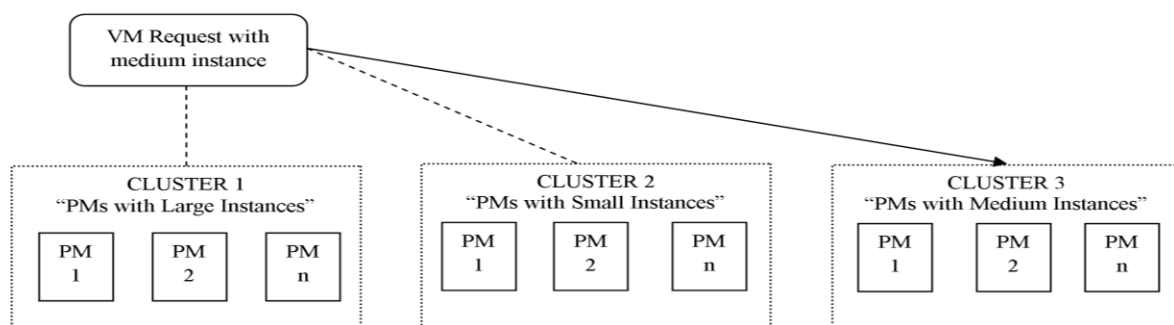 VM Request with
medium instance
CLUSTER 1
“PMs with Large Instances”
PM
1
PM
2
PM
n
CLUSTER 2
“PMs with Small Instances”
PM
1
PM
2
PM
n
CLUSTER 3
“PMs with Medium Instances”
PM
1
PM
2
PM
n